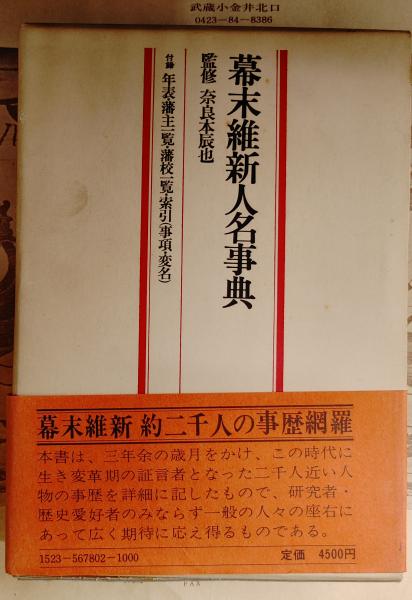 武蔵小金井北口
0423-84-8386
幕末維新人名事典
監修 奈良本辰也
付録 年表・藩主一覧・藩校一覧・索引(事項・変名)
幕末維新 約二千人の事歴網羅
本書は、三年余の歳月をかけ、この時代に
生き変革期の証言者となった二千人近い人
物の事歴を詳細に記したもので、研究者・
歴史愛好者のみならず一般の人々の座右に
あって広く期待に応え得るものである。
1523-567802-1000
定価 4500円
FAX